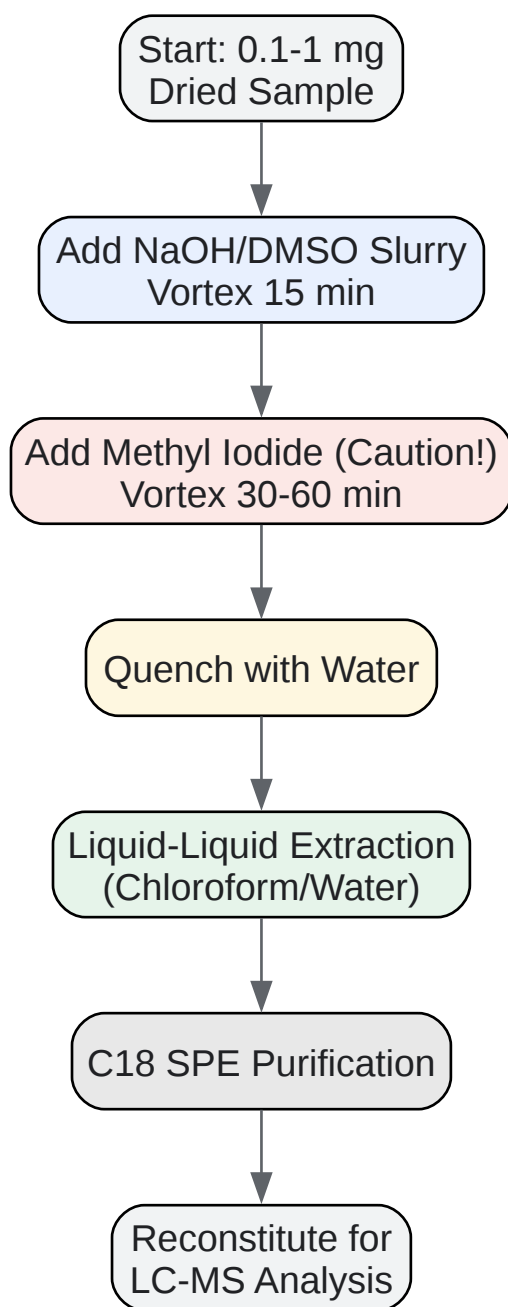 Start: 0.1-1 mg
Dried Sample
Add NaOH/DMSO Slurry
Vortex 15 min
Add Methyl Iodide (Caution!)
Vortex 30-60 min
Quench with Water
Liquid-Liquid Extraction
(Chloroform/Water)
C18 SPE Purification
Reconstitute for
LC-MS Analysis